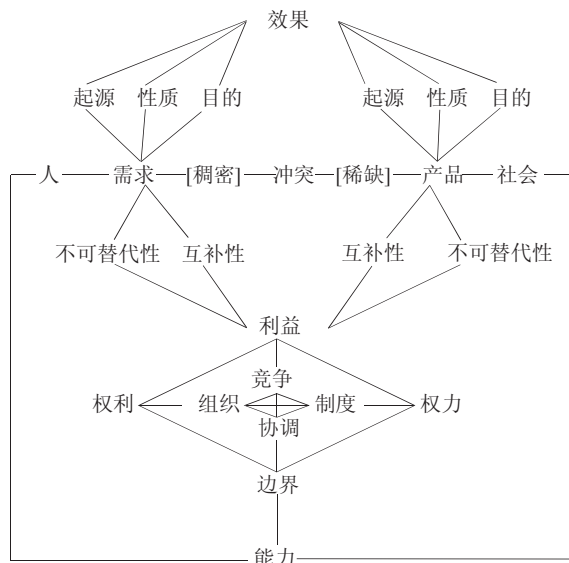 效果
起源 性质 目的 起源 性质 目的
人 需求 [稠密] 冲突 [稀缺] 产品 社会
不可替代性 互补性 互补性 不可替代性
利益
竞争
权利 组织 制度 权力
协调
边界
能力